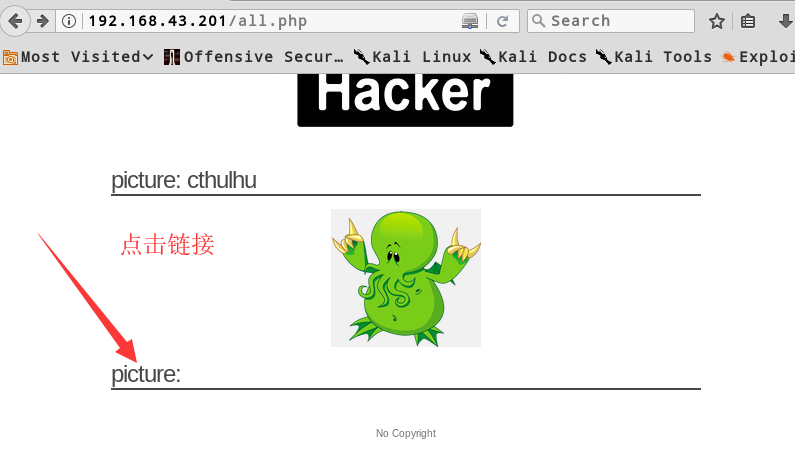 192.168.43.201/all.php
Search
Most Visited
Offensive Secur...
Kali Linux
Kali Docs
Kali Tools
Exploi
Hacker
picture: cthulhu
点击链接
picture:
No Copyright